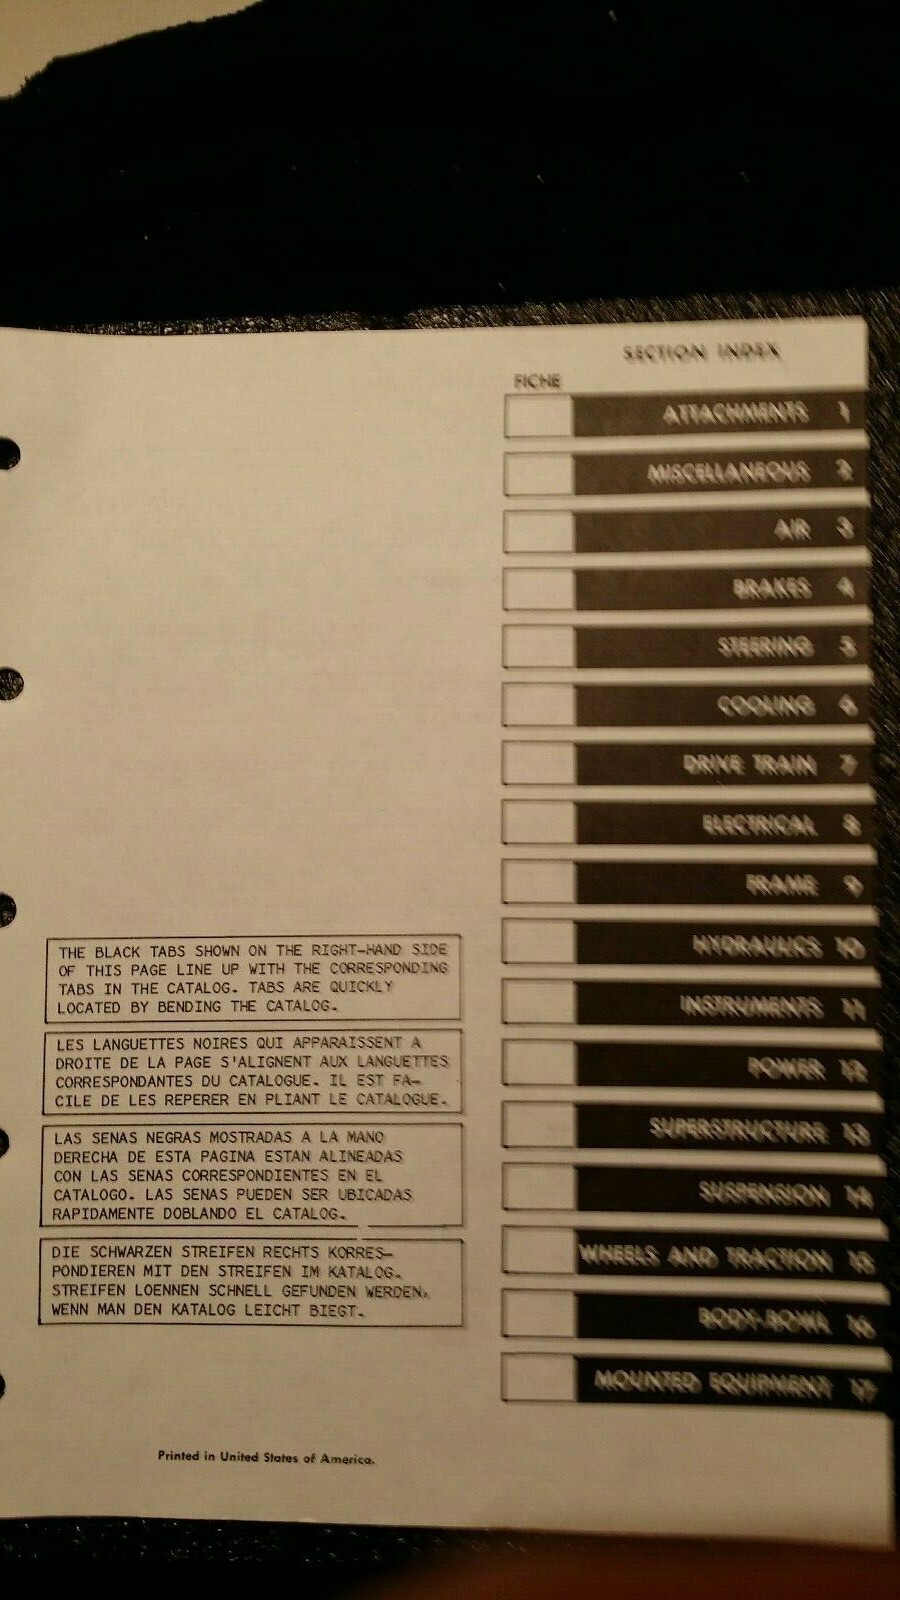 SECTION INDEX
FICHE
ATTACHMENTS 1
MISCELLANEOUS 2
AIR 3
BRAKES 4
STEERING 5
COOLING 6
DRIVE TRAIN 7
ELECTRICAL 8
FRAME 9
HYDRAULICS 10
INSTRUMENTS 11
POWER 12
SUPERSTRUCTURE 13
SUSPENSION 14
WHEELS AND TRACTION 15
BODY-BOWL 16
MOUNTED EQUIPMENT 17
THE BLACK TABS SHOWN ON THE RIGHT-HAND SIDE
OF THIS PAGE LINE UP WITH THE CORRESPONDING
TABS IN THE CATALOG. TABS ARE QUICKLY
LOCATED BY BENDING THE CATALOG.
LES LANGUETTES NOIRES QUI APPARAISSENT A
DROITE DE LA PAGE S'ALIGNENT AUX LANGUETTES
CORRESPONDANTES DU CATALOGUE. IL EST FA-
CILE DE LES REPERER EN PLIANT LE CATALOGUE.
LAS SENAS NEGRAS MOSTRADAS A LA MANO
DERECHA DE ESTA PAGINA ESTAN ALINEADAS
CON LAS SENAS CORRESPONDIENTES EN EL
CATALOGO. LAS SENAS PUEDEN SER UBICADAS
RAPIDAMENTE DOBLANDO EL CATALOG.
DIE SCHWARZEN STREIFEN RECHTS KORRES-
PONDIEREN MIT DEN STREIFEN IM KATALOG.
STREIFEN LOENNEN SCHNELL GEFUNDEN WERDEN,
WENN MAN DEN KATALOG LEICHT BIEGT.
Printed in United States of America.